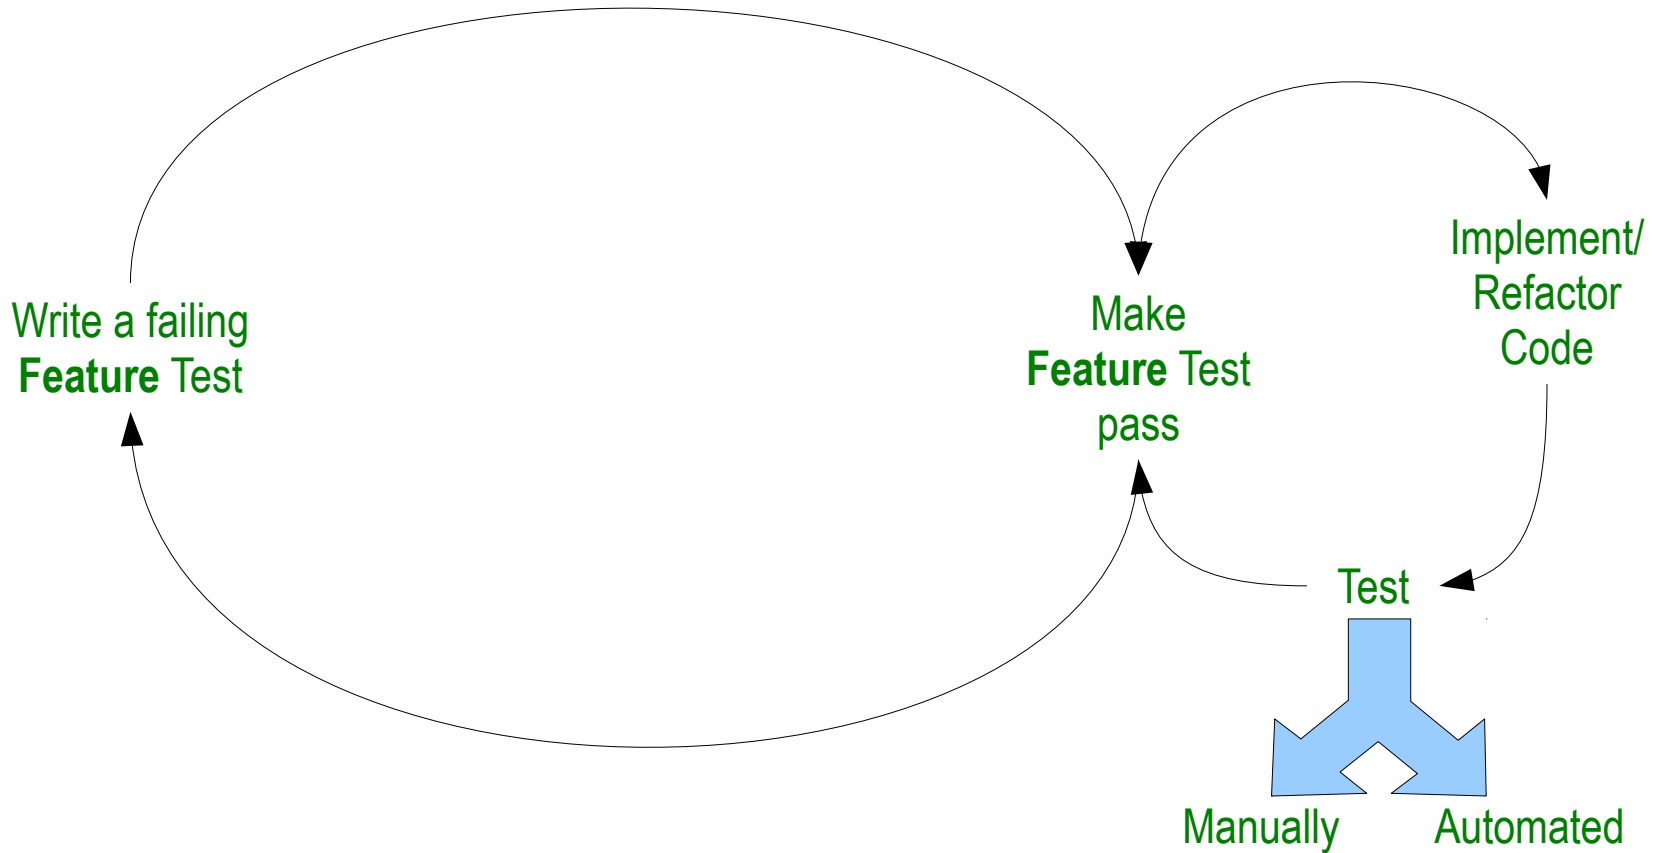 Write a failing
Feature Test
Make
Feature Test
pass
Implement/
Refactor
Code
Test
Manually
Automated